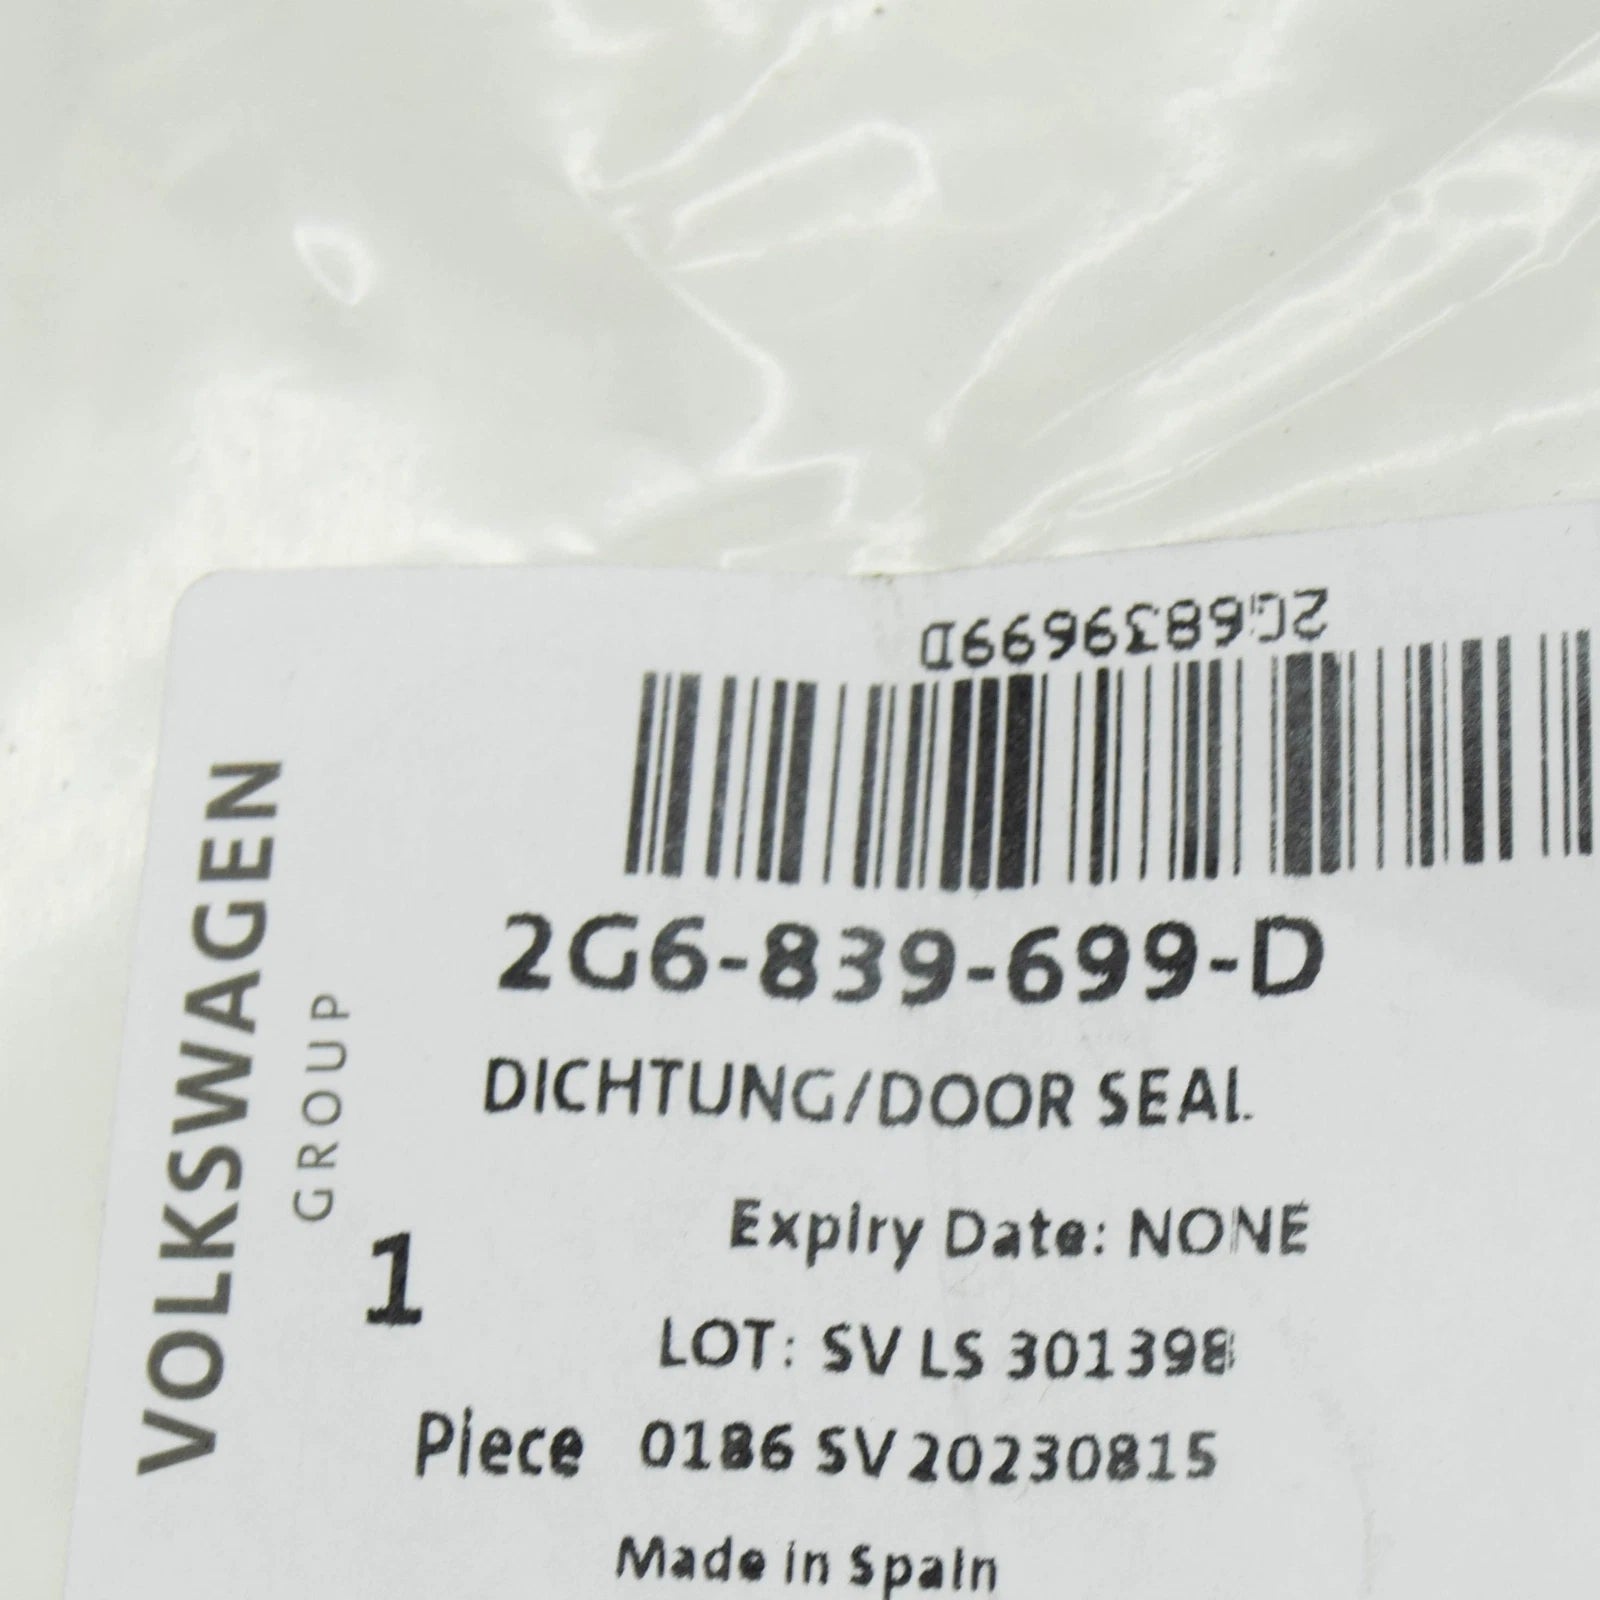 2G6839699D
2G6-839-699-D
DICHTUNG/DOOR SEAL
Expiry Date: NONE
LOT: SV LS 301398
1 Piece 0186 SV 20230815
Made in Spain
VOLKSWAGEN
GROUP